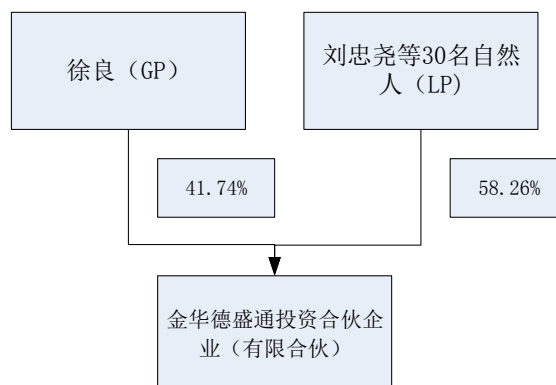 徐良（GP）
刘忠尧等30名自然
人（LP)
41.74%
58.26%
金华德盛通投资合伙企
业（有限合伙）